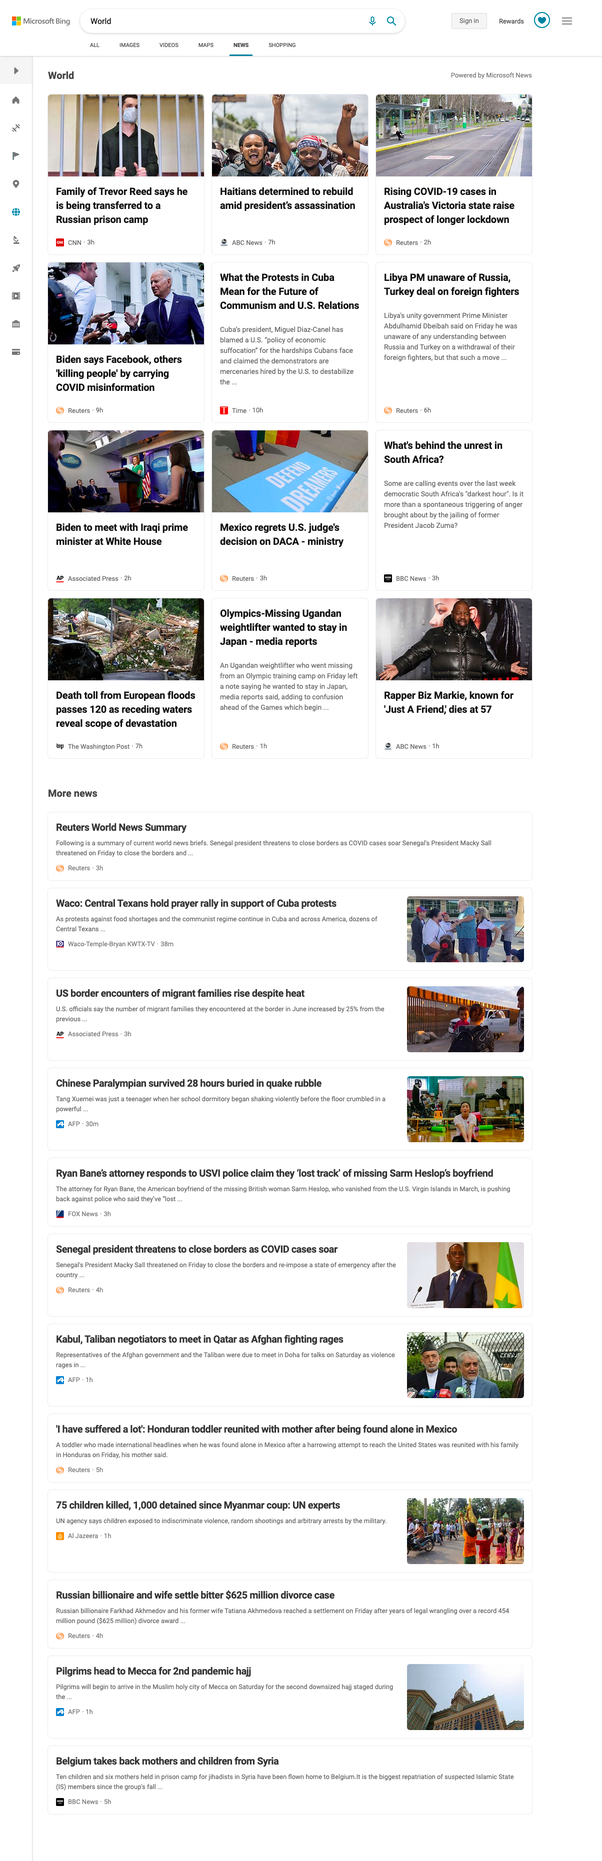 Microsoft Bing
World
Sign in
Rewards
ALL
IMAGES
VIDEOS
MAPS
NEWS
SHOPPING
World
Powered by Microsoft News
Family of Trevor Reed says he
is being transferred to a
Russian prison camp
CNN · 3h
Haitians determined to rebuild
amid president's assassination
ABC News · 7h
Rising COVID-19 cases in
Australia's Victoria state raise
prospect of longer lockdown
Reuters · 2h
Biden says Facebook, others
'killing people' by carrying
COVID misinformation
Reuters · 9h
What the Protests in Cuba
Mean for the Future of
Communism and U.S. Relations
Cuba's president, Miguel Diaz-Canel has
blamed a U.S. "policy of economic
suffocation" for the hardships Cubans face
and claimed the demonstrators are
mercenaries hired by the U.S. to destabilize
the ...
Time · 10h
Libya PM unaware of Russia,
Turkey deal on foreign fighters
Libya's unity government Prime Minister
Abdulhamid Dbeibah said on Friday he was
unaware of any understanding between
Russia and Turkey on a withdrawal of their
foreign fighters, but that such a move ...
Reuters · 6h
Biden to meet with Iraqi prime
minister at White House
AP
Associated Press · 2h
DEFEND
DREAMERS
Mexico regrets U.S. judge's
decision on DACA - ministry
Reuters · 3h
What's behind the unrest in
South Africa?
Some are calling events over the last week
democratic South Africa's "darkest hour". Is it
more than a spontaneous triggering of anger
brought about by the jailing of former
President Jacob Zuma?
BBC News · 3h
Death toll from European floods
passes 120 as receding waters
reveal scope of devastation
wp
The Washington Post · 7h
Olympics-Missing Ugandan
weightlifter wanted to stay in
Japan - media reports
An Ugandan weightlifter who went missing
from an Olympic training camp on Friday left
a note saying he wanted to stay in Japan,
media reports said, adding to confusion
ahead of the Games which begin ...
Reuters · 1h
Rapper Biz Markie, known for
'Just A Friend,' dies at 57
ABC News · 1h
More news
Reuters World News Summary
Following is a summary of current world news briefs. Senegal president threatens to close borders as COVID cases soar Senegal's President Macky Sall
threatened on Friday to close the borders and ...
Reuters · 3h
Waco: Central Texans hold prayer rally in support of Cuba protests
As protests against food shortages and the communist regime continue in Cuba and across America, dozens of
Central Texans ...
Waco-Temple-Bryan KWTX-TV · 38m
US border encounters of migrant families rise despite heat
U.S. officials say the number of migrant families they encountered at the border in June increased by 25% from the
previous ...
AP
Associated Press · 3h
Chinese Paralympian survived 28 hours buried in quake rubble
Tang Xuemei was just a teenager when her school dormitory began shaking violently before the floor crumbled in a
powerful ...
AFP · 30m
Ryan Bane's attorney responds to USVI police claim they 'lost track' of missing Sarm Heslop's boyfriend
The attorney for Ryan Bane, the American boyfriend of the missing British woman Sarm Heslop, who vanished from the U.S. Virgin Islands in March, is pushing
back against police who said they've "lost ...
FOX News · 3h
Senegal president threatens to close borders as COVID cases soar
Senegal's President Macky Sall threatened on Friday to close the borders and re-impose a state of emergency after the
country ...
Reuters · 4h
Kabul, Taliban negotiators to meet in Qatar as Afghan fighting rages
Representatives of the Afghan government and the Taliban were due to meet in Doha for talks on Saturday as violence
rages in ...
AFP · 1h
'I have suffered a lot': Honduran toddler reunited with mother after being found alone in Mexico
A toddler who made international headlines when he was found alone in Mexico after a harrowing attempt to reach the United States was reunited with his family
in Honduras on Friday, his mother said.
Reuters · 5h
75 children killed, 1,000 detained since Myanmar coup: UN experts
UN agency says children exposed to indiscriminate violence, random shootings and arbitrary arrests by the military.
Al Jazeera · 1h
Russian billionaire and wife settle bitter $625 million divorce case
Russian billionaire Farkhad Akhmedov and his former wife Tatiana Akhmedova reached a settlement on Friday after years of legal wrangling over a record 454
million pound ($625 million) divorce award ...
Reuters · 4h
Pilgrims head to Mecca for 2nd pandemic hajj
Pilgrims will begin to arrive in the Muslim holy city of Mecca on Saturday for the second downsized hajj staged during
the ...
AFP · 1h
Belgium takes back mothers and children from Syria
Ten children and six mothers held in prison camp for jihadists in Syria have been flown home to Belgium.It is the biggest repatriation of suspected Islamic State
(IS) members since the group's fall ...
BBC News · 5h